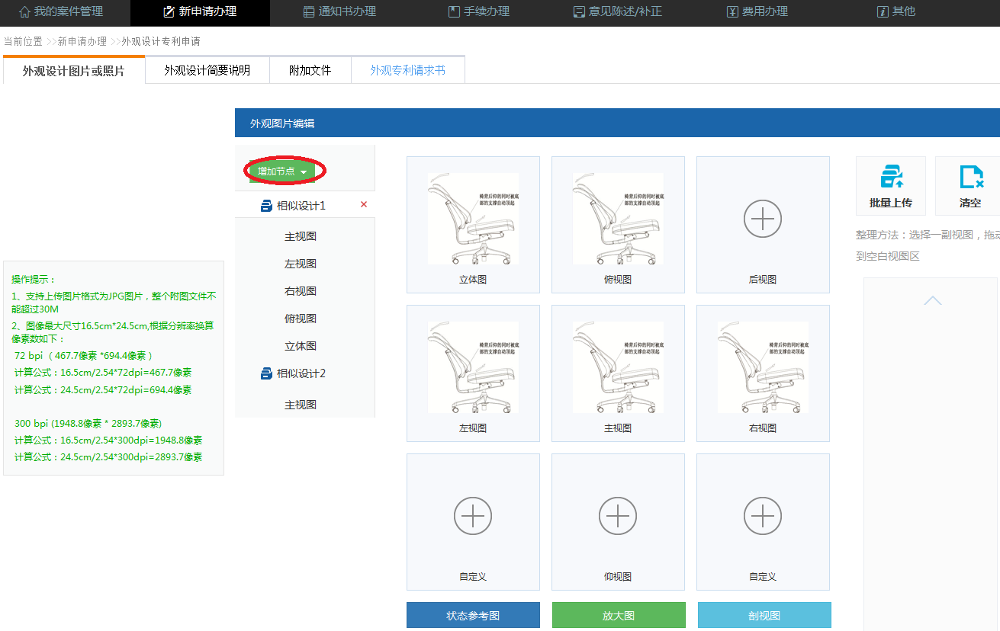 我的案件管理
新申请办理
通知书办理
手续办理
意见陈述/补正
费用办理
其他
当前位置 >>新申请办理 >>外观设计专利申请
外观设计图片或照片
外观设计简要说明
附加文件
外观专利请求书
外观图片编辑
增加节点
相似设计1
主视图
左视图
右视图
俯视图
立体图
相似设计2
主视图
操作提示：
1、支持上传图片格式为JPG图片，整个附图文件不
能超过30M
2、图像最大尺寸16.5cm*24.5cm,根据分辨率换算
像素数如下：
72 bpi （ 467.7像素 *694.4像素 ）
计算公式：16.5cm/2.54*72dpi=467.7像素
计算公式：24.5cm/2.54*72dpi=694.4像素
300 bpi (1948.8像素 * 2893.7像素)
计算公式：16.5cm/2.54*300dpi=1948.8像素
计算公式：24.5cm/2.54*300dpi=2893.7像素
椅背后仰的同时被底
部的支撑自动顶起
立体图
椅背后仰的同时被底
部的支撑自动顶起
俯视图
后视图
椅背后仰的同时被底
部的支撑自动顶起
左视图
椅背后仰的同时被底
部的支撑自动顶起
主视图
椅背后仰的同时被底
部的支撑自动顶起
右视图
自定义
仰视图
自定义
状态参考图
放大图
剖视图
批量上传
清空
整理方法：选择一副视图，拖动
到空白视图区